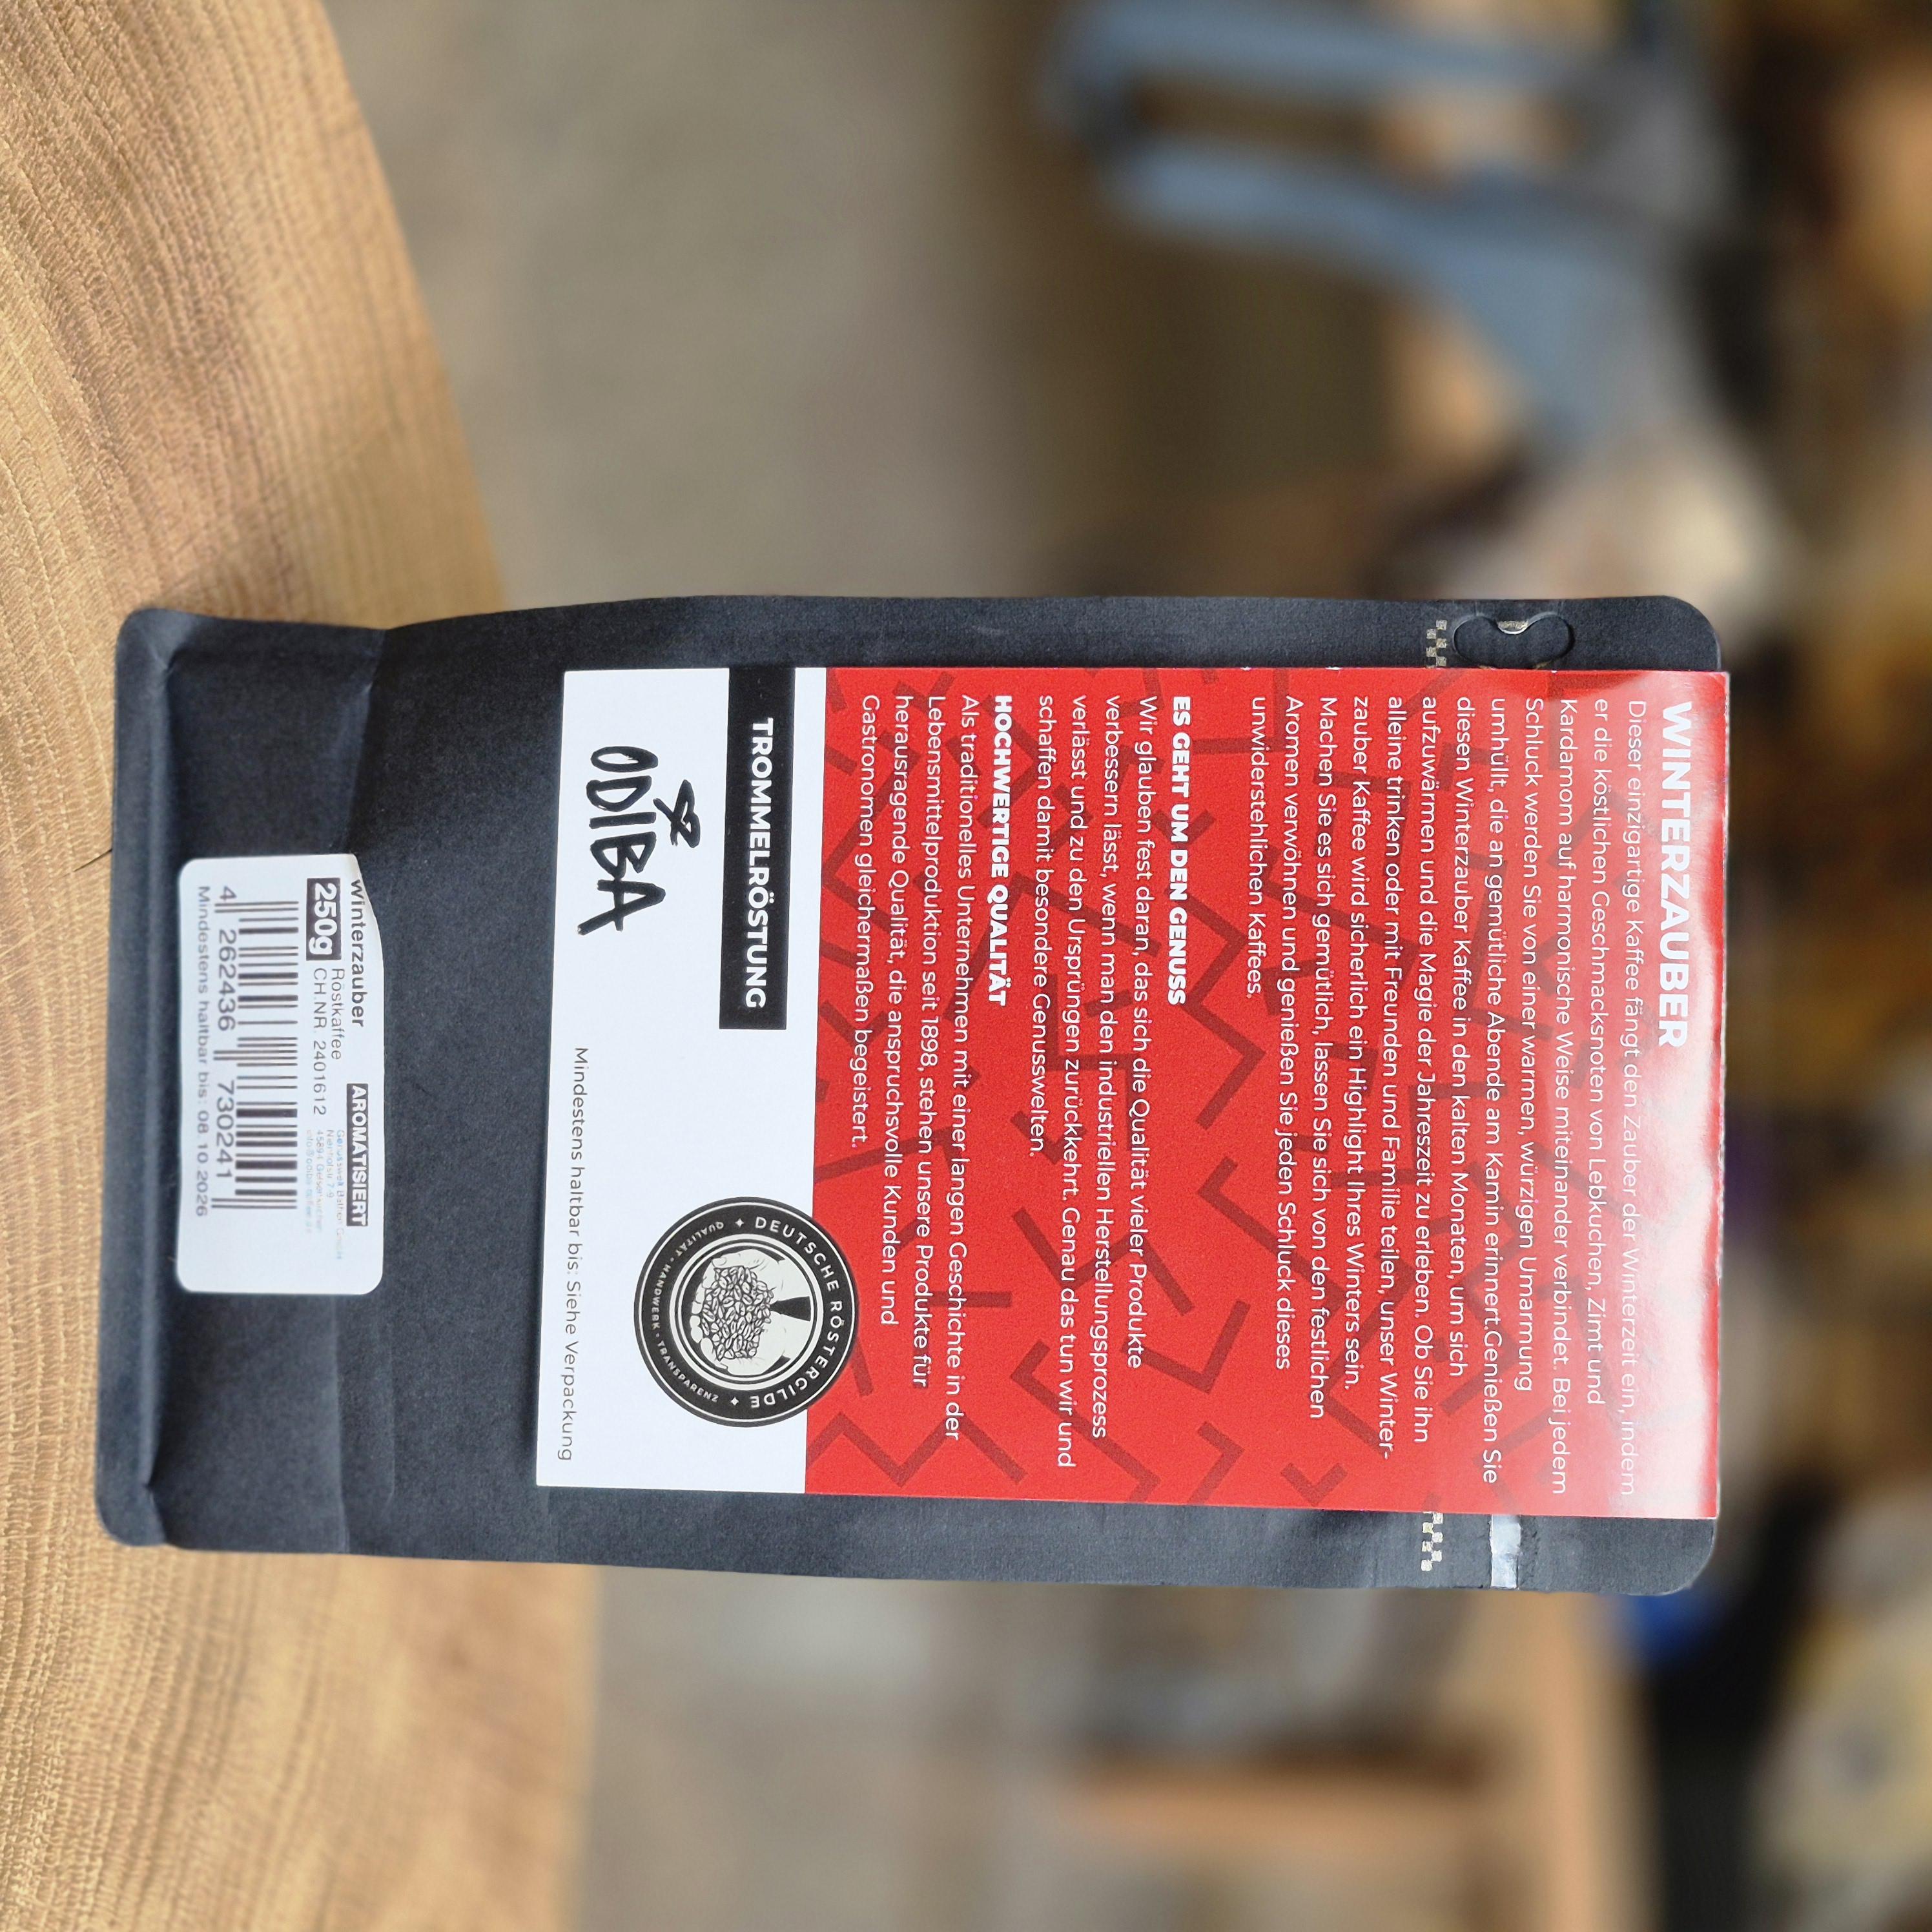 WINTERZAUBER
Dieser einzigartige Kaffee fängt den Zauber der Winterzeit ein, indem
er die köstlichen Geschmacksnoten von Lebkuchen, Zimt und
Kardamom auf harmonische Weise miteinander verbindet. Bei jedem
Schluck werden Sie von einer warmen, würzigen Umarmung
umhüllt, die an gemütliche Abende am Kamin erinnert.Genießen Sie
diesen Winterzauber Kaffee in den kalten Monaten, um sich
aufzuwärmen und die Magie der Jahreszeit zu erleben. Ob Sie ihn
alleine trinken oder mit Freunden und Familie teilen, unser Winter-
zauber Kaffee wird sicherlich ein Highlight Ihres Winters sein.
Machen Sie es sich gemütlich, lassen Sie sich von den festlichen
Aromen verwöhnen und genießen Sie jeden Schluck dieses
unwiderstehlichen Kaffees,
ES GEHT UM DEN GENUSS
Wir glauben fest daran, das sich die Qualität vieler Produkte
verbessern lässt, wenn man den industriellen Herstellungsprozess
verlässt und zu den Ursprüngen zurückkehrt. Genau das tun wir und
schaffen damit besondere Genusswelten.
HOCHWERTIGE QUALITÄT
Als traditionelles Unternehmen mit einer langen Geschichte in der
Lebensmittelproduktion seit 1898, stehen unsere Produkte für
herausragende Qualität, die anspruchsvolle Kunden und
Gastronomen gleichermaßen begeistert.
TROMMELRÖSTUNG
DEUTSCHE RÖSTERGILDE
QUALITÄT · HANDWERK · TRANSPARENZ
ODIBA
Mindestens haltbar bis: Siehe Verpackung
Winterzauber
AROMATISIERT
250g
Röstkaffee
CH.NR. 2401612
4 262436 730241
Mindestens haltbar bis: 08.10.2026